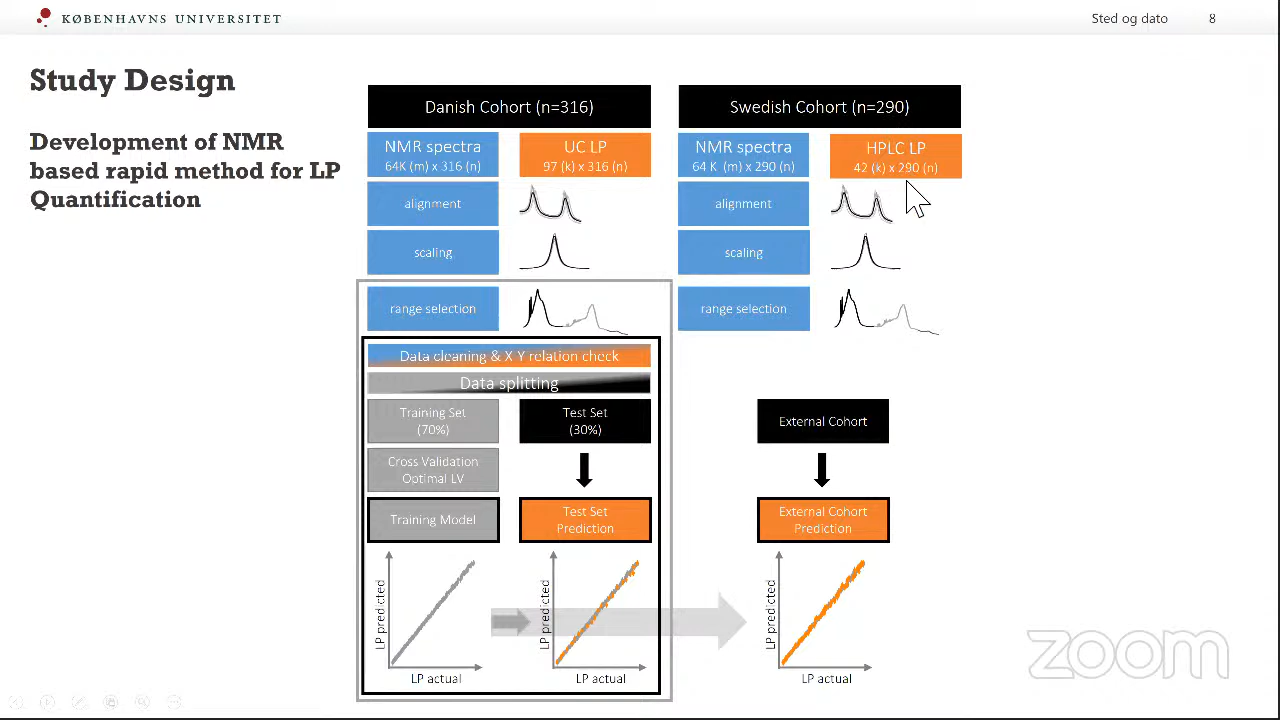 KØBENHAVNS UNIVERSITET
Sted og dato
8
Study Design
Development of NMR
based rapid method for LP
Quantification
Danish Cohort (n=316)
NMR spectra
64K (m) x 316 (n)
UC LP
97 (k) x 316 (n)
alignment
scaling
range selection
Data cleaning & X Y relation check
Data splitting
Training Set
(70%)
Test Set
(30%)
Cross Validation
Optimal LV
Training Model
Test Set
Prediction
LP predicted
LP actual
LP predicted
LP actual
Swedish Cohort (n=290)
NMR spectra
64 K (m) x 290 (n)
HPLC LP
42 (k) x 290 (n)
alignment
scaling
range selection
External Cohort
External Cohort
Prediction
LP predicted
LP actual
zoom